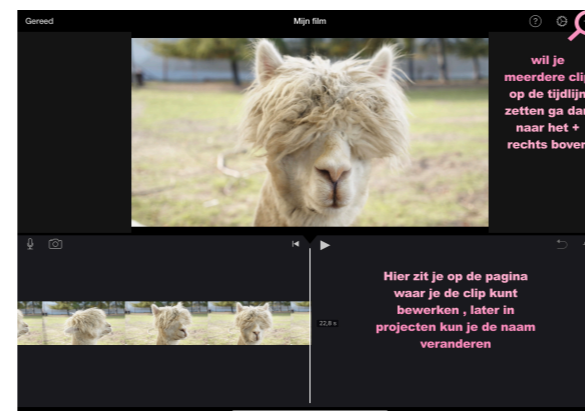 Gereed
Mijn film
?
wil je
meerdere clip
op de tijdlijn
zetten ga dan
naar het +
rechts boven
22,8 s
Hier zit je op de pagina
waar je de clip kunt
bewerken , later in
projecten kun je de naam
veranderen